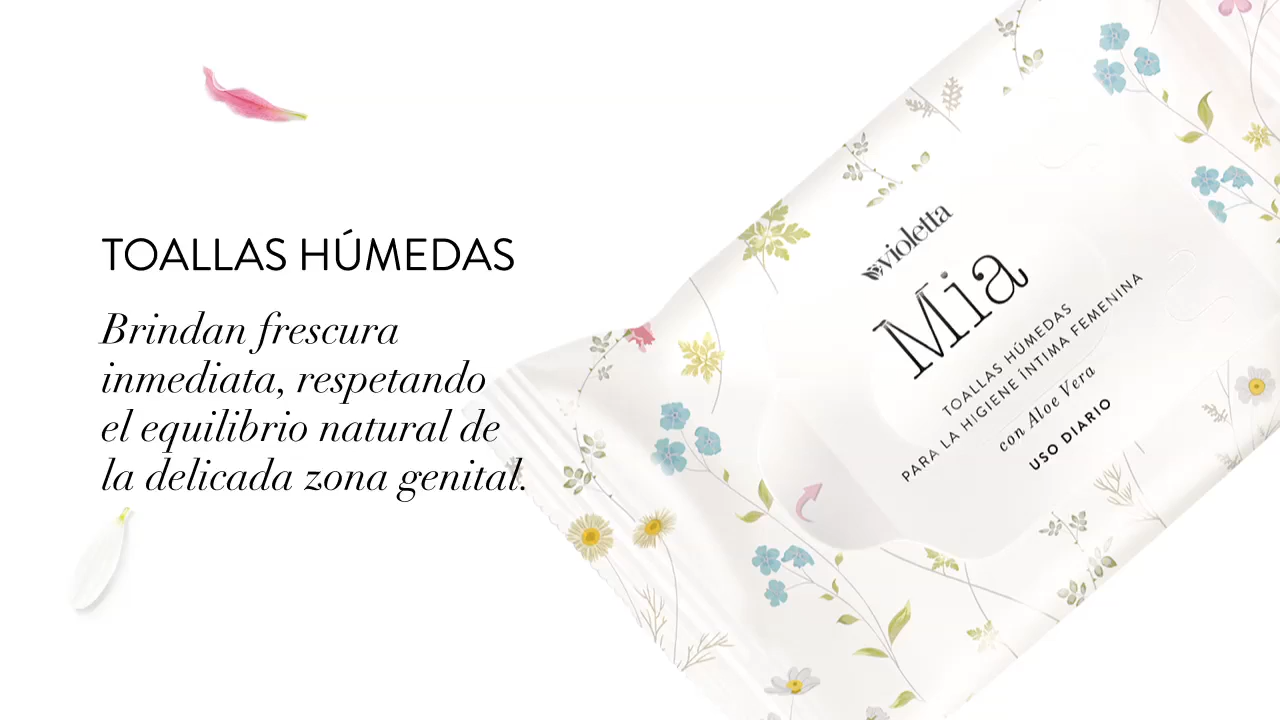 TOALLAS HÚMEDAS
Brindan frescura
inmediata, respetando
el equilibrio natural de
la delicada zona genital.
violetta
Mia
TOALLAS HÚMEDAS
PARA LA HIGIENE ÍNTIMA FEMENINA
con Aloe Vera
USO DIARIO